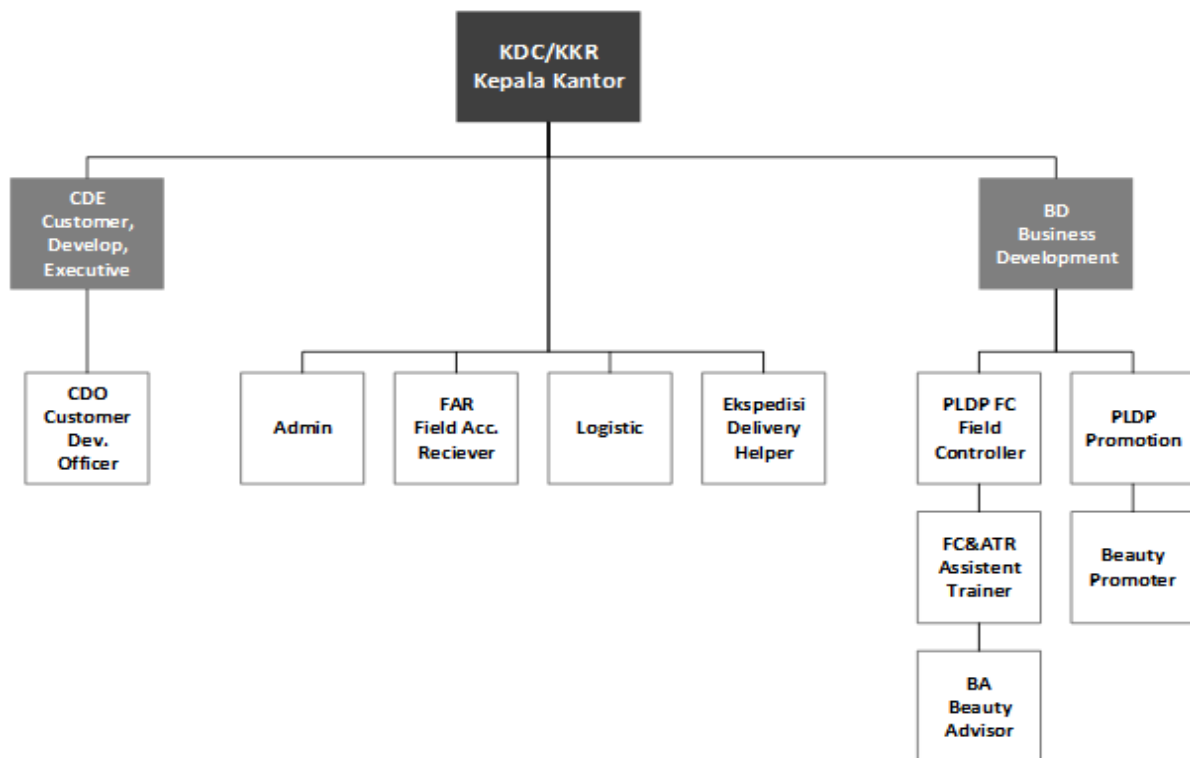 KDC/KKR
Kepala Kantor
CDE
Customer,
Develop,
Executive
BD
Business
Development
CDO
Customer
Dev.
Officer
Admin
FAR
Field Acc.
Reciever
Logistic
Ekspedisi
Delivery
Helper
PLDP FC
Field
Controller
PLDP
Promotion
FC&ATR
Assistent
Trainer
Beauty
Promoter
BA
Beauty
Advisor